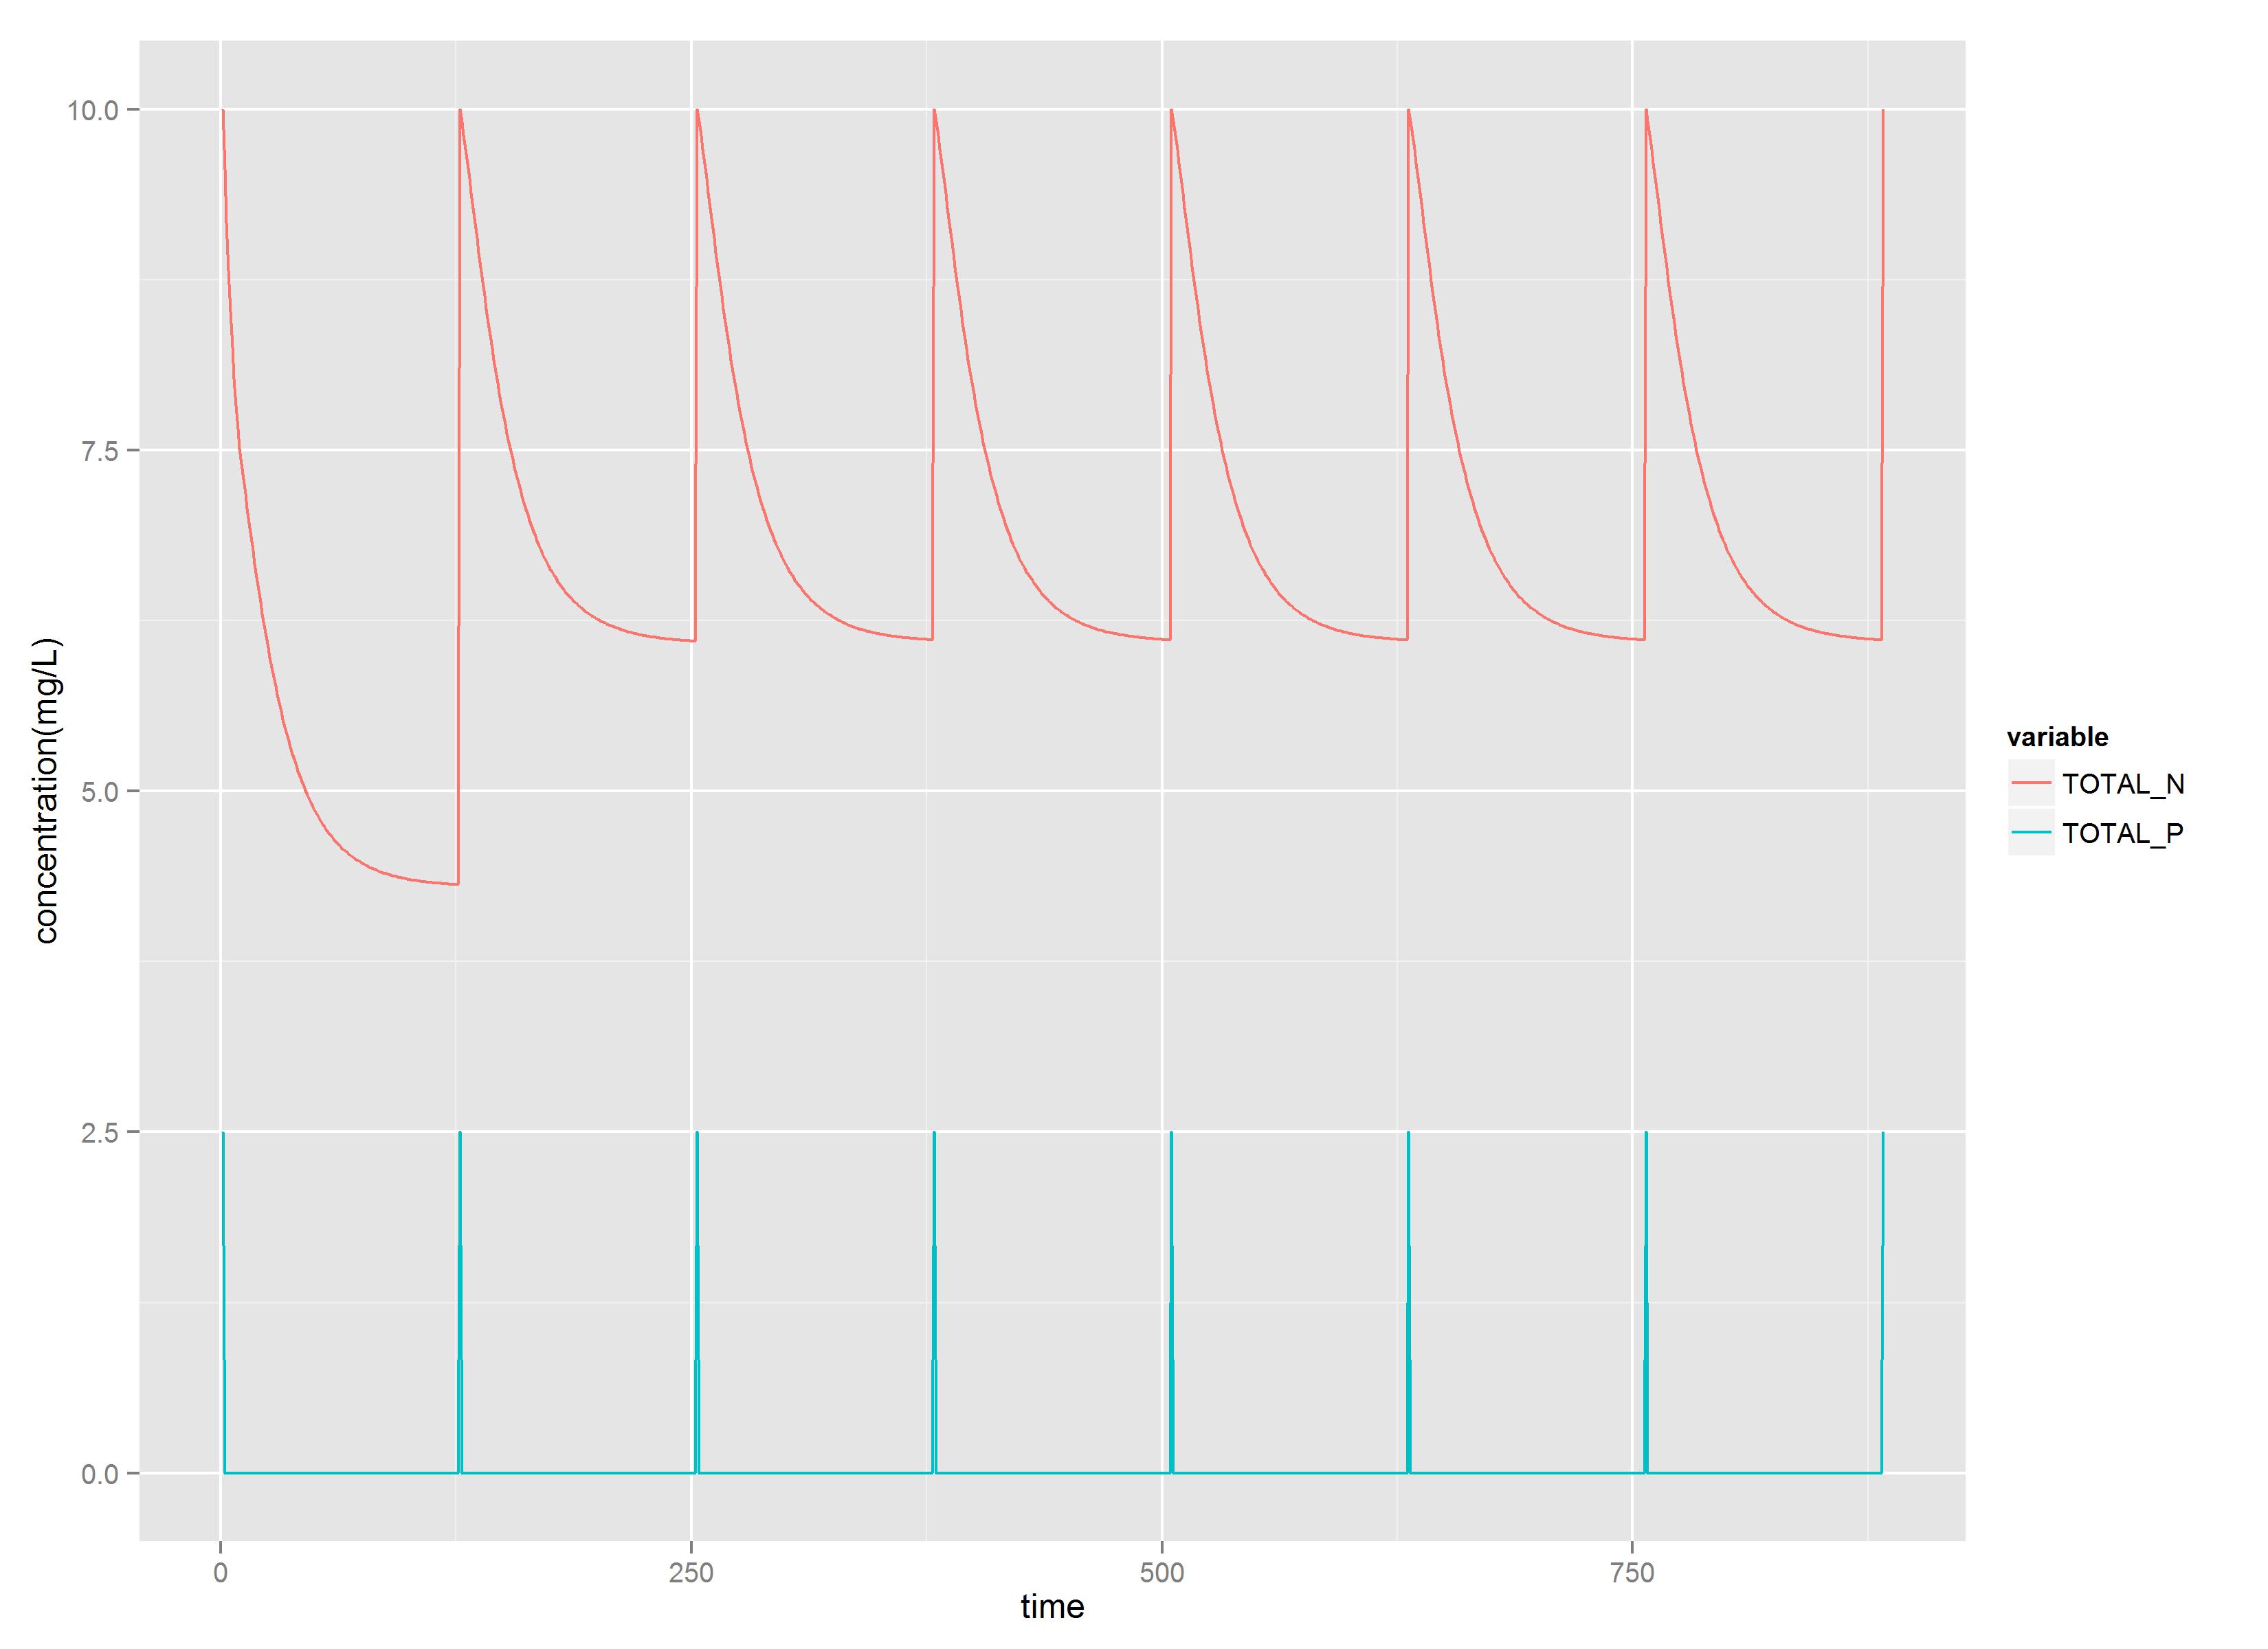 concentration(mg/L)
10.0
7.5
5.0
2.5
0.0
0 250 500 750
time
variable
TOTAL_N
TOTAL_P